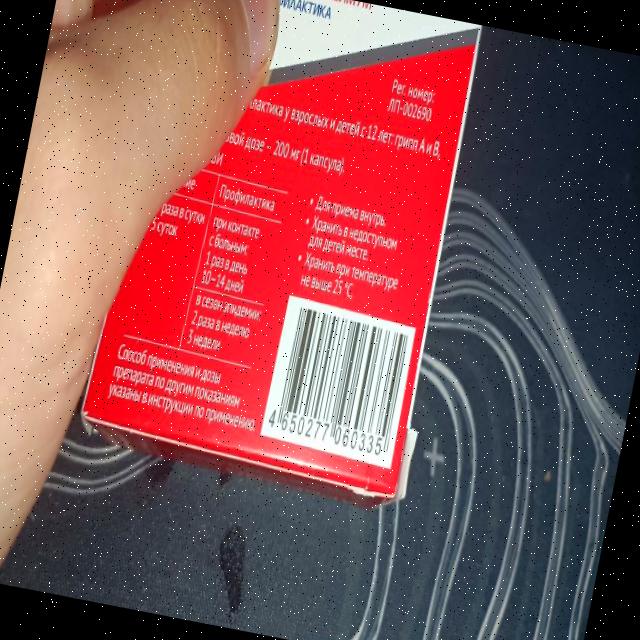 ПРОФИЛАКТИКА
Рег. номер:
ЛП-002690
у взрослых и детей с 12 лет: грипп А и В,
дозе - 200 мг (1 капсула).
Профилактика
раза в сутки
5 суток
при контакте
с больным:
1 раз в день
10-14 дней
в сезон эпидемии:
2 раза в неделю
3 недели.
• Для приема внутрь.
• Хранить в недоступном
для детей месте.
• Хранить при температуре
не выше 25 °C.
Способ применения и дозы
препарата по другим показаниям
указаны в инструкции по применению.
4 650277 060335